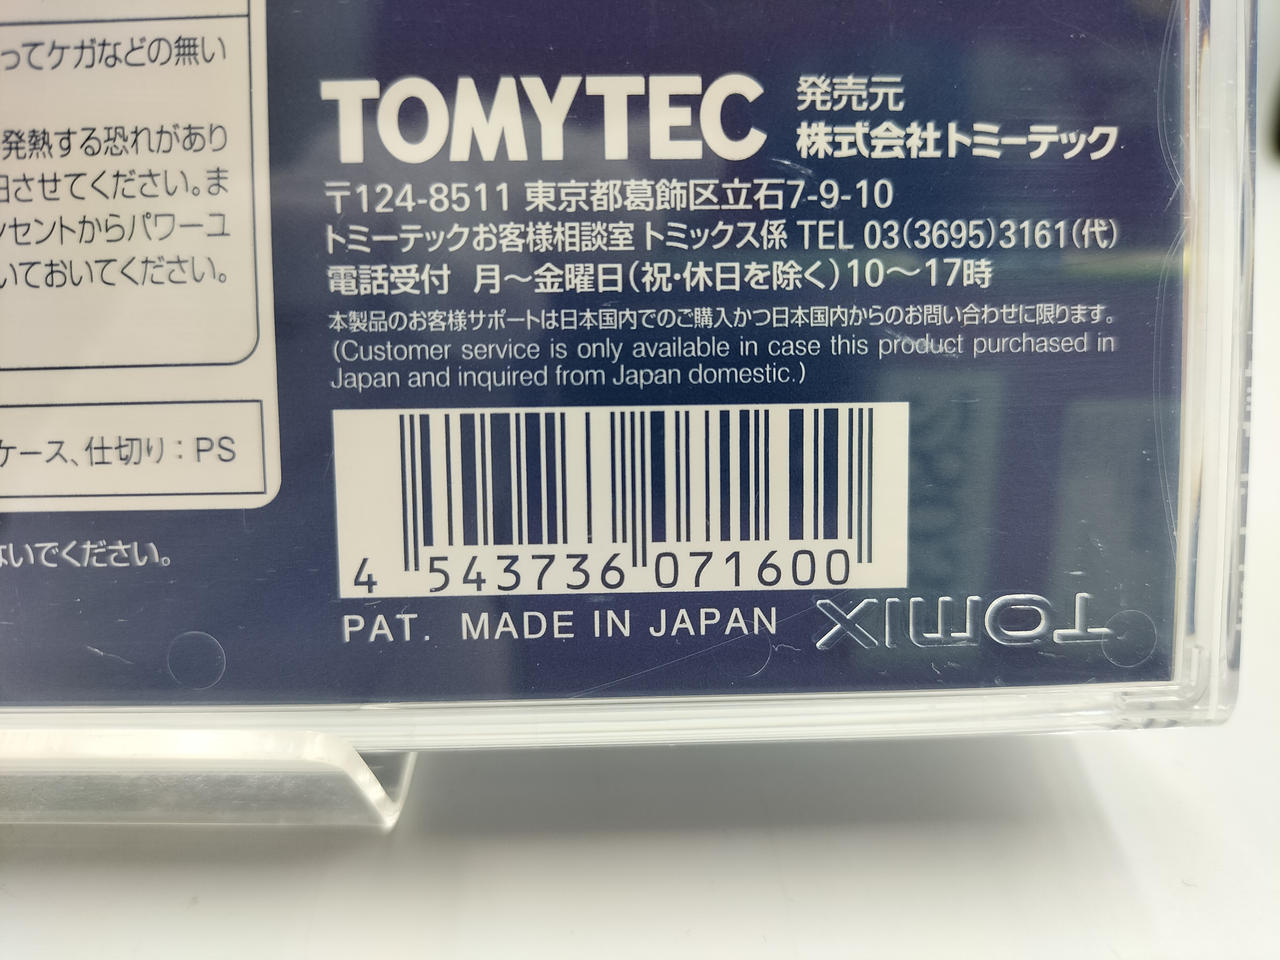 ってケガなどの無い
発熱する恐れがあり
させてください。ま
ンセントからパワーユ
いておいてください。
ケース、仕切り：PS
ないでください。
TOMYTEC
発売元
株式会社トミーテック
〒124-8511 東京都葛飾区立石7-9-10
トミーテックお客様相談室 トミックス係 TEL 03(3695)3161(代)
電話受付 月～金曜日(祝・休日を除く)10～17時
本製品のお客様サポートは日本国内でのご購入かつ日本国内からのお問い合わせに限ります。
(Customer service is only available in case this product purchased in
Japan and inquired from Japan domestic.)
4 543736 071600
PAT. MADE IN JAPAN
TOMIX